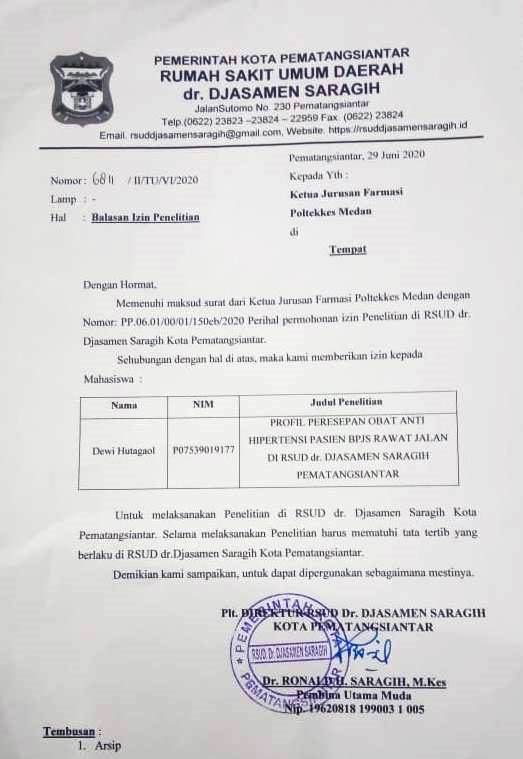 PEMERINTAH KOTA PEMATANGSIANTAR
RUMAH SAKIT UMUM DAERAH
dr. DJASAMEN SARAGIH
JalanSutomo No. 230 Pematangsiantar
Telp.(0622) 23823 –23824 – 22959 Fax. (0622) 23824
Email. rsuddjasamensaragih@gmail.com, Website. https://rsuddjasamensaragih.id
Pematangsiantar, 29 Juni 2020
Nomor : 6811 / II/TU/VI/2020
Lamp : -
Hal : Balasan Izin Penelitian
Kepada Yth :
Ketua Jurusan Farmasi
Poltekkes Medan
di
Tempat
Dengan Hormat,
Memenuhi maksud surat dari Ketua Jurusan Farmasi Poltekkes Medan dengan
Nomor: PP.06.01/00/01/150eb/2020 Perihal permohonan izin Penelitian di RSUD dr.
Djasamen Saragih Kota Pematangsiantar.
Sehubungan dengan hal di atas, maka kami memberikan izin kepada
Mahasiswa :
Nama NIM Judul Penelitian
Dewi Hutagaol P07539019177 PROFIL PERESEPAN OBAT ANTI
HIPERTENSI PASIEN BPJS RAWAT JALAN
DI RSUD dr. DJASAMEN SARAGIH
PEMATANGSIANTAR
Untuk melaksanakan Penelitian di RSUD dr. Djasamen Saragih Kota
Pematangsiantar. Selama melaksanakan Penelitian harus mematuhi tata tertib yang
berlaku di RSUD dr.Djasamen Saragih Kota Pematangsiantar.
Demikian kami sampaikan, untuk dapat dipergunakan sebagaimana mestinya.
Plt. DIREKTUR RSUD Dr. DJASAMEN SARAGIH
KOTA PEMATANGSIANTAR
PEMERINTAH KOTA
RSUD. Dr. DJASAMEN SARAGIH
PEMATANGSIANTAR
Dr. RONALD H. SARAGIH, M.Kes
Pembina Utama Muda
Nip. 19620818 199003 1 005
Tembusan :
1. Arsip